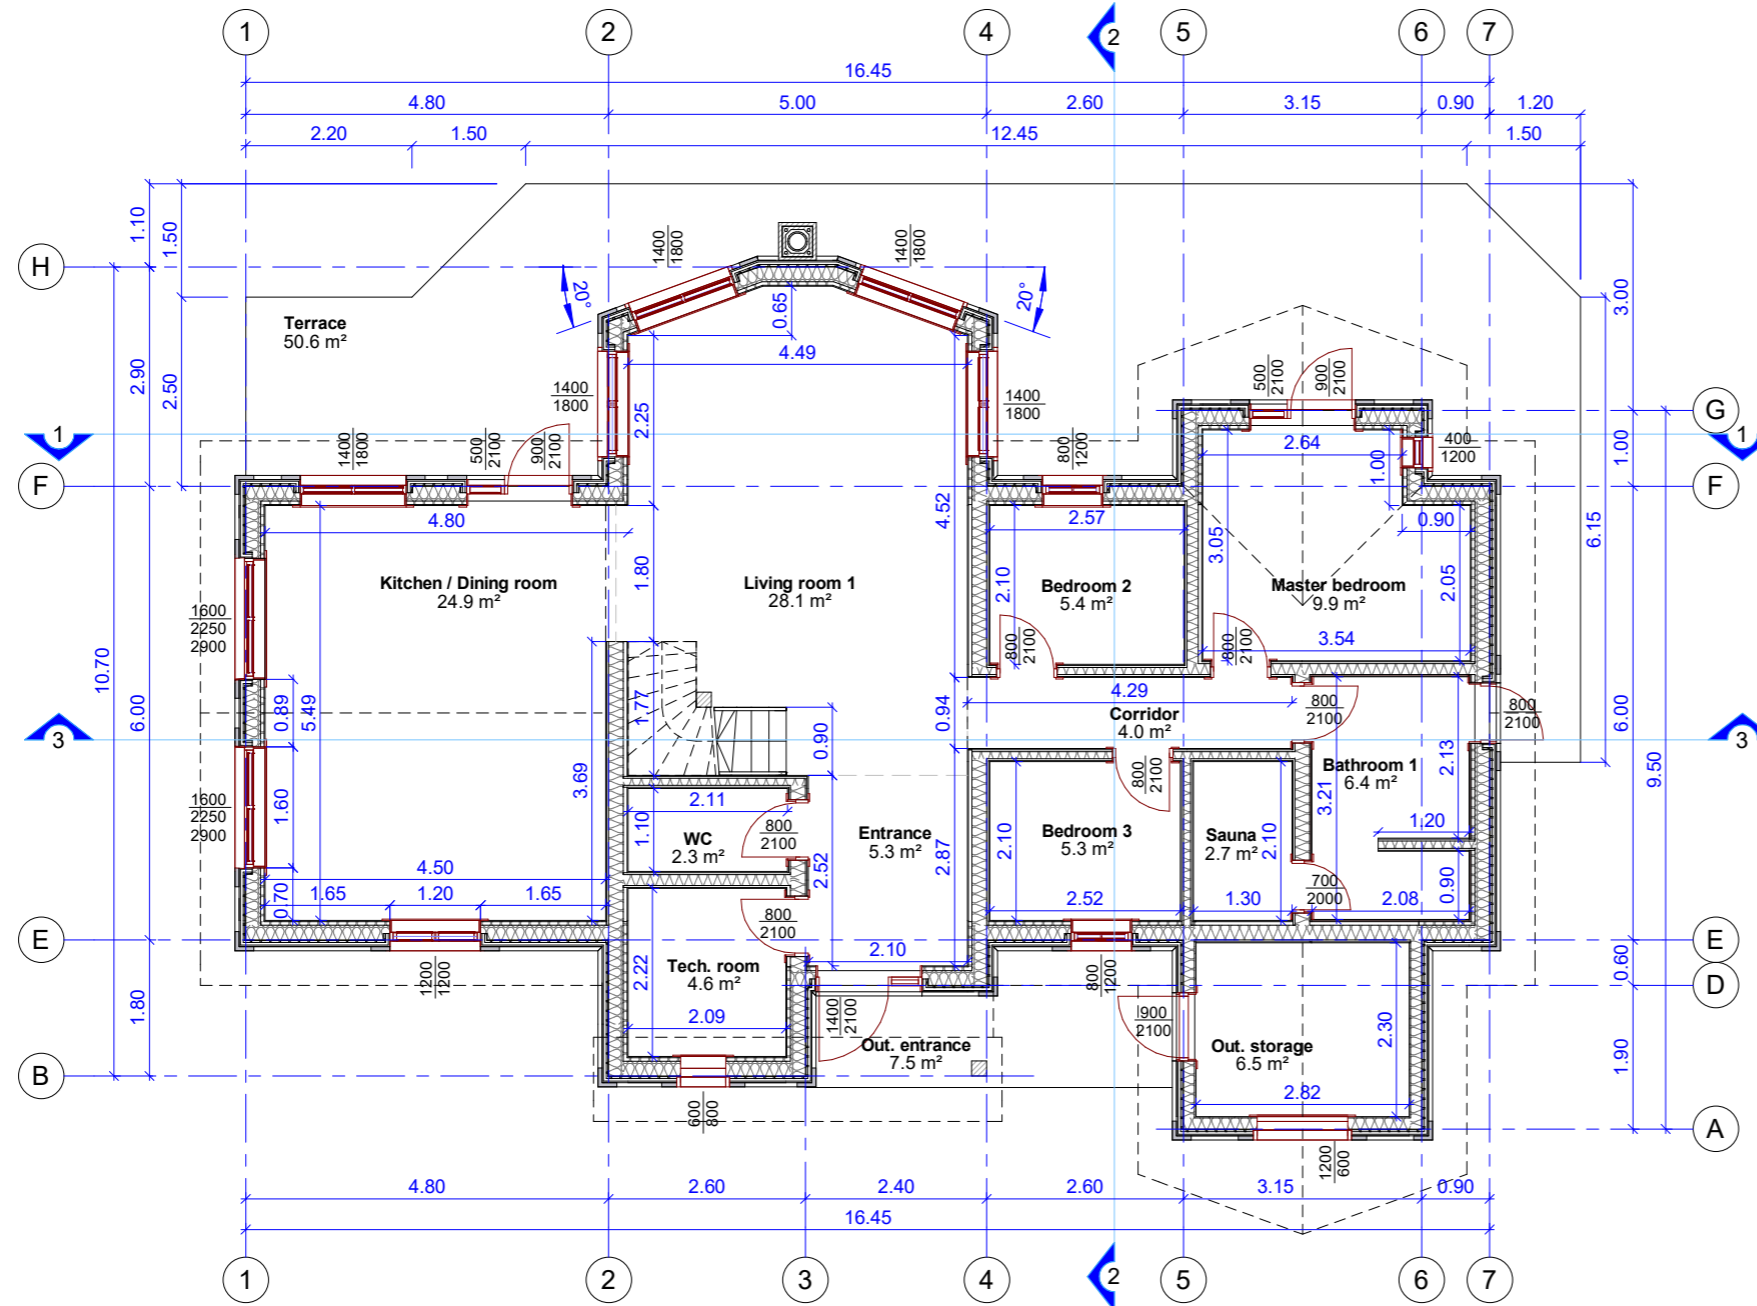 1 2 4 2 5 6 7
16.45
4.80 5.00 2.60 3.15 0.90 1.20
2.20 1.50 12.45 1.50
1.10
1.50
H
1400
1800
1400
1800
20°
20°
0.65
3.00
Terrace
50.6 m²
4.49
2.90
2.50
1400
1800
1400
1800
500
2100
900
2100
2.25
G
1 1
1400
1800
500
2100
900
2100
800
1200
2.64
1.00
400
1200
1.00
F F
4.80
4.52
2.57
0.90
3.05
6.15
Kitchen / Dining room
24.9 m²
1.80
Living room 1
28.1 m²
2.10
Bedroom 2
5.4 m²
Master bedroom
9.9 m²
2.05
1600
2250
2900
800
2100
800
2100
3.54
10.70
6.00
0.89
5.49
1.77
0.94
4.29
Corridor
4.0 m²
800
2100
800
2100
6.00
3 3
0.90
3.69
800
2100
Bathroom 1
6.4 m²
2.13
9.50
1600
2250
2900
1.60
2.11
1.10
WC
2.3 m²
800
2100
Entrance
5.3 m²
2.52
2.87
2.10
Bedroom 3
5.3 m²
Sauna
2.7 m²
2.10
3.21
1.20
4.50
1.65 1.20 1.65
0.70
2.52
1.30
700
2000
2.08
0.90
E E
800
2100
2.10
0.60
1200
1200
2.22
Tech. room
4.6 m²
800
1200
D
1.80
2.09
1400
2100
Out. entrance
7.5 m²
900
2100
Out. storage
6.5 m²
2.30
1.90
B
2.82
600
800
A
1200
600
4.80 2.60 2.40 2.60 3.15 0.90
16.45
1 2 3 4 2 5 6 7